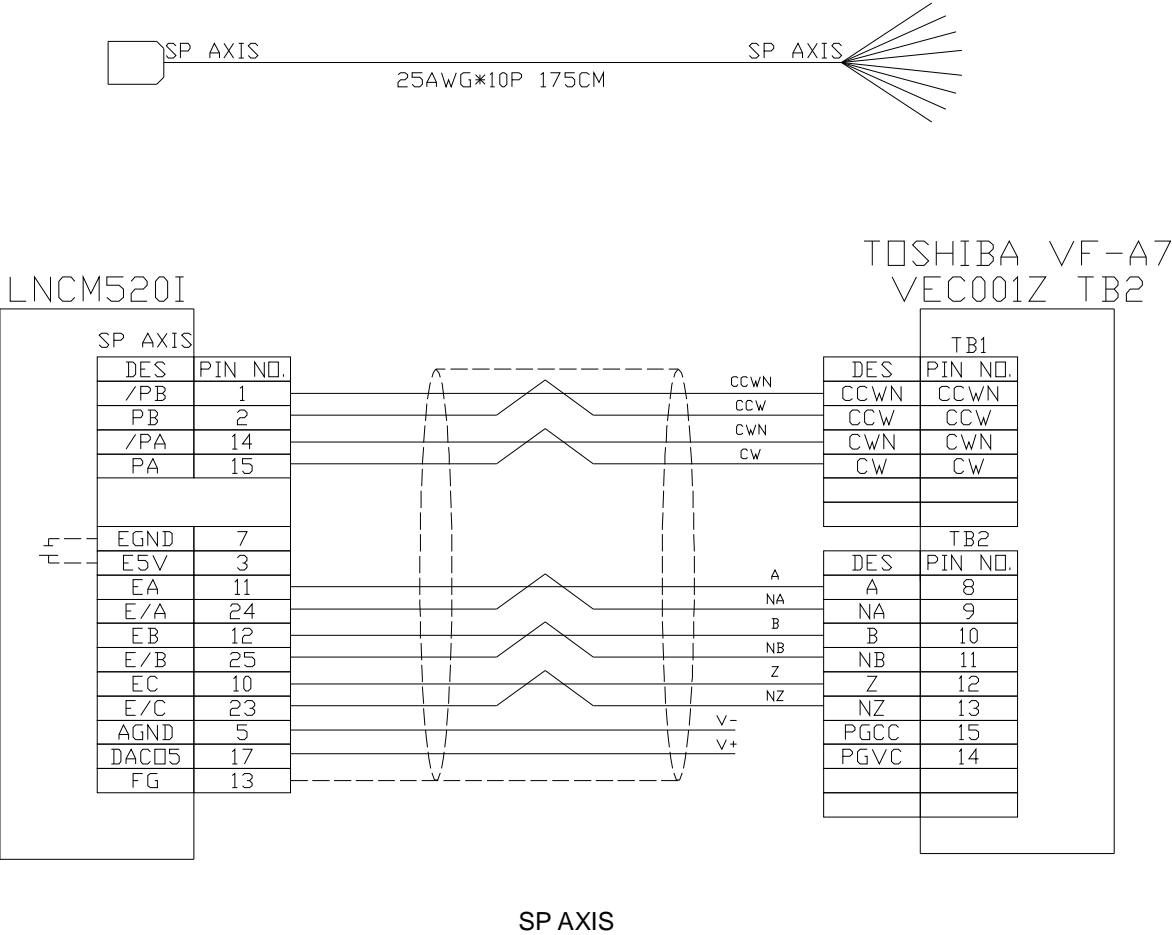 SP AXIS SP AXIS
25AWG*10P 175CM
TOSHIBA VF-A7
VEC001Z TB2
LNCM520I
SP AXIS
DES PIN NO.
/PB 1
PB 2
/PA 14
PA 15
EGND 7
E5V 3
EA 11
E/A 24
EB 12
E/B 25
EC 10
E/C 23
AGND 5
DACO5 17
FG 13
CCWN
CCW
CWN
CW
A
NA
B
NB
Z
NZ
V-
V+
TB1
DES PIN NO.
CCWN CCWN
CCW CCW
CWN CWN
CW CW
TB2
DES PIN NO.
A 8
NA 9
B 10
NB 11
Z 12
NZ 13
PGCC 15
PGVC 14
SP AXIS